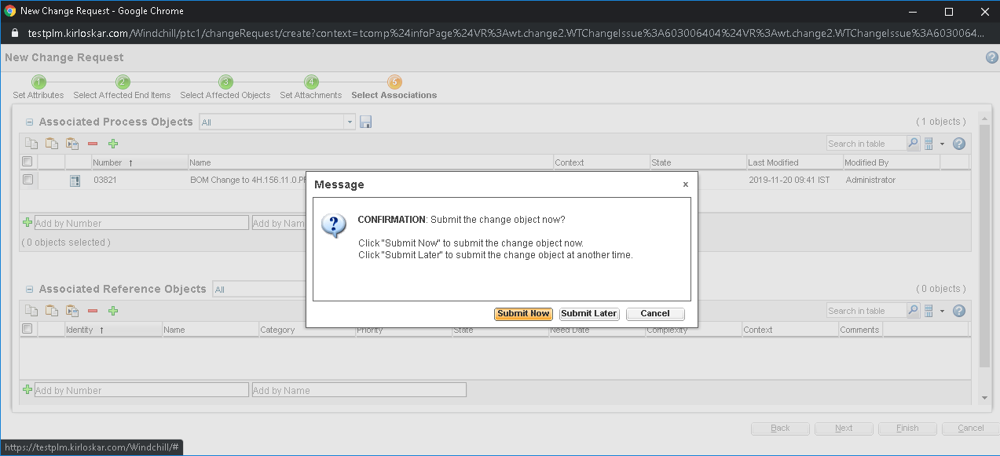 New Change Request - Google Chrome
testplm.kirloskar.com/Windchill/ptc1/changeRequest/create?context=tcomp%24infoPage%24VR%3Awt.change2.WTChangeIssue%3A603006404%24VR%3Awt.change2.WTChangeIssue%3A6030064...
New Change Request
1 2 3 4 5
Set Attributes Select Affected End Items Select Affected Objects Set Attachments Select Associations
Associated Process Objects All ( 1 objects )
Search in table
Number Name Context State Last Modified Modified By
03821 BOM Change to 4H.156.11.0. 2019-11-20 09:41 IST Administrator
Message x
CONFIRMATION: Submit the change object now?
Click "Submit Now" to submit the change object now.
Click "Submit Later" to submit the change object at another time.
Submit Now Submit Later Cancel
Add by Number Add by Nam
( 0 objects selected )
Associated Reference Objects All ( 0 objects )
Search in table
Identity Name Category Priority State Need Date Complexity Context Comments
Add by Number Add by Name
Back Next Finish Cancel
https://testplm.kirloskar.com/Windchill/#